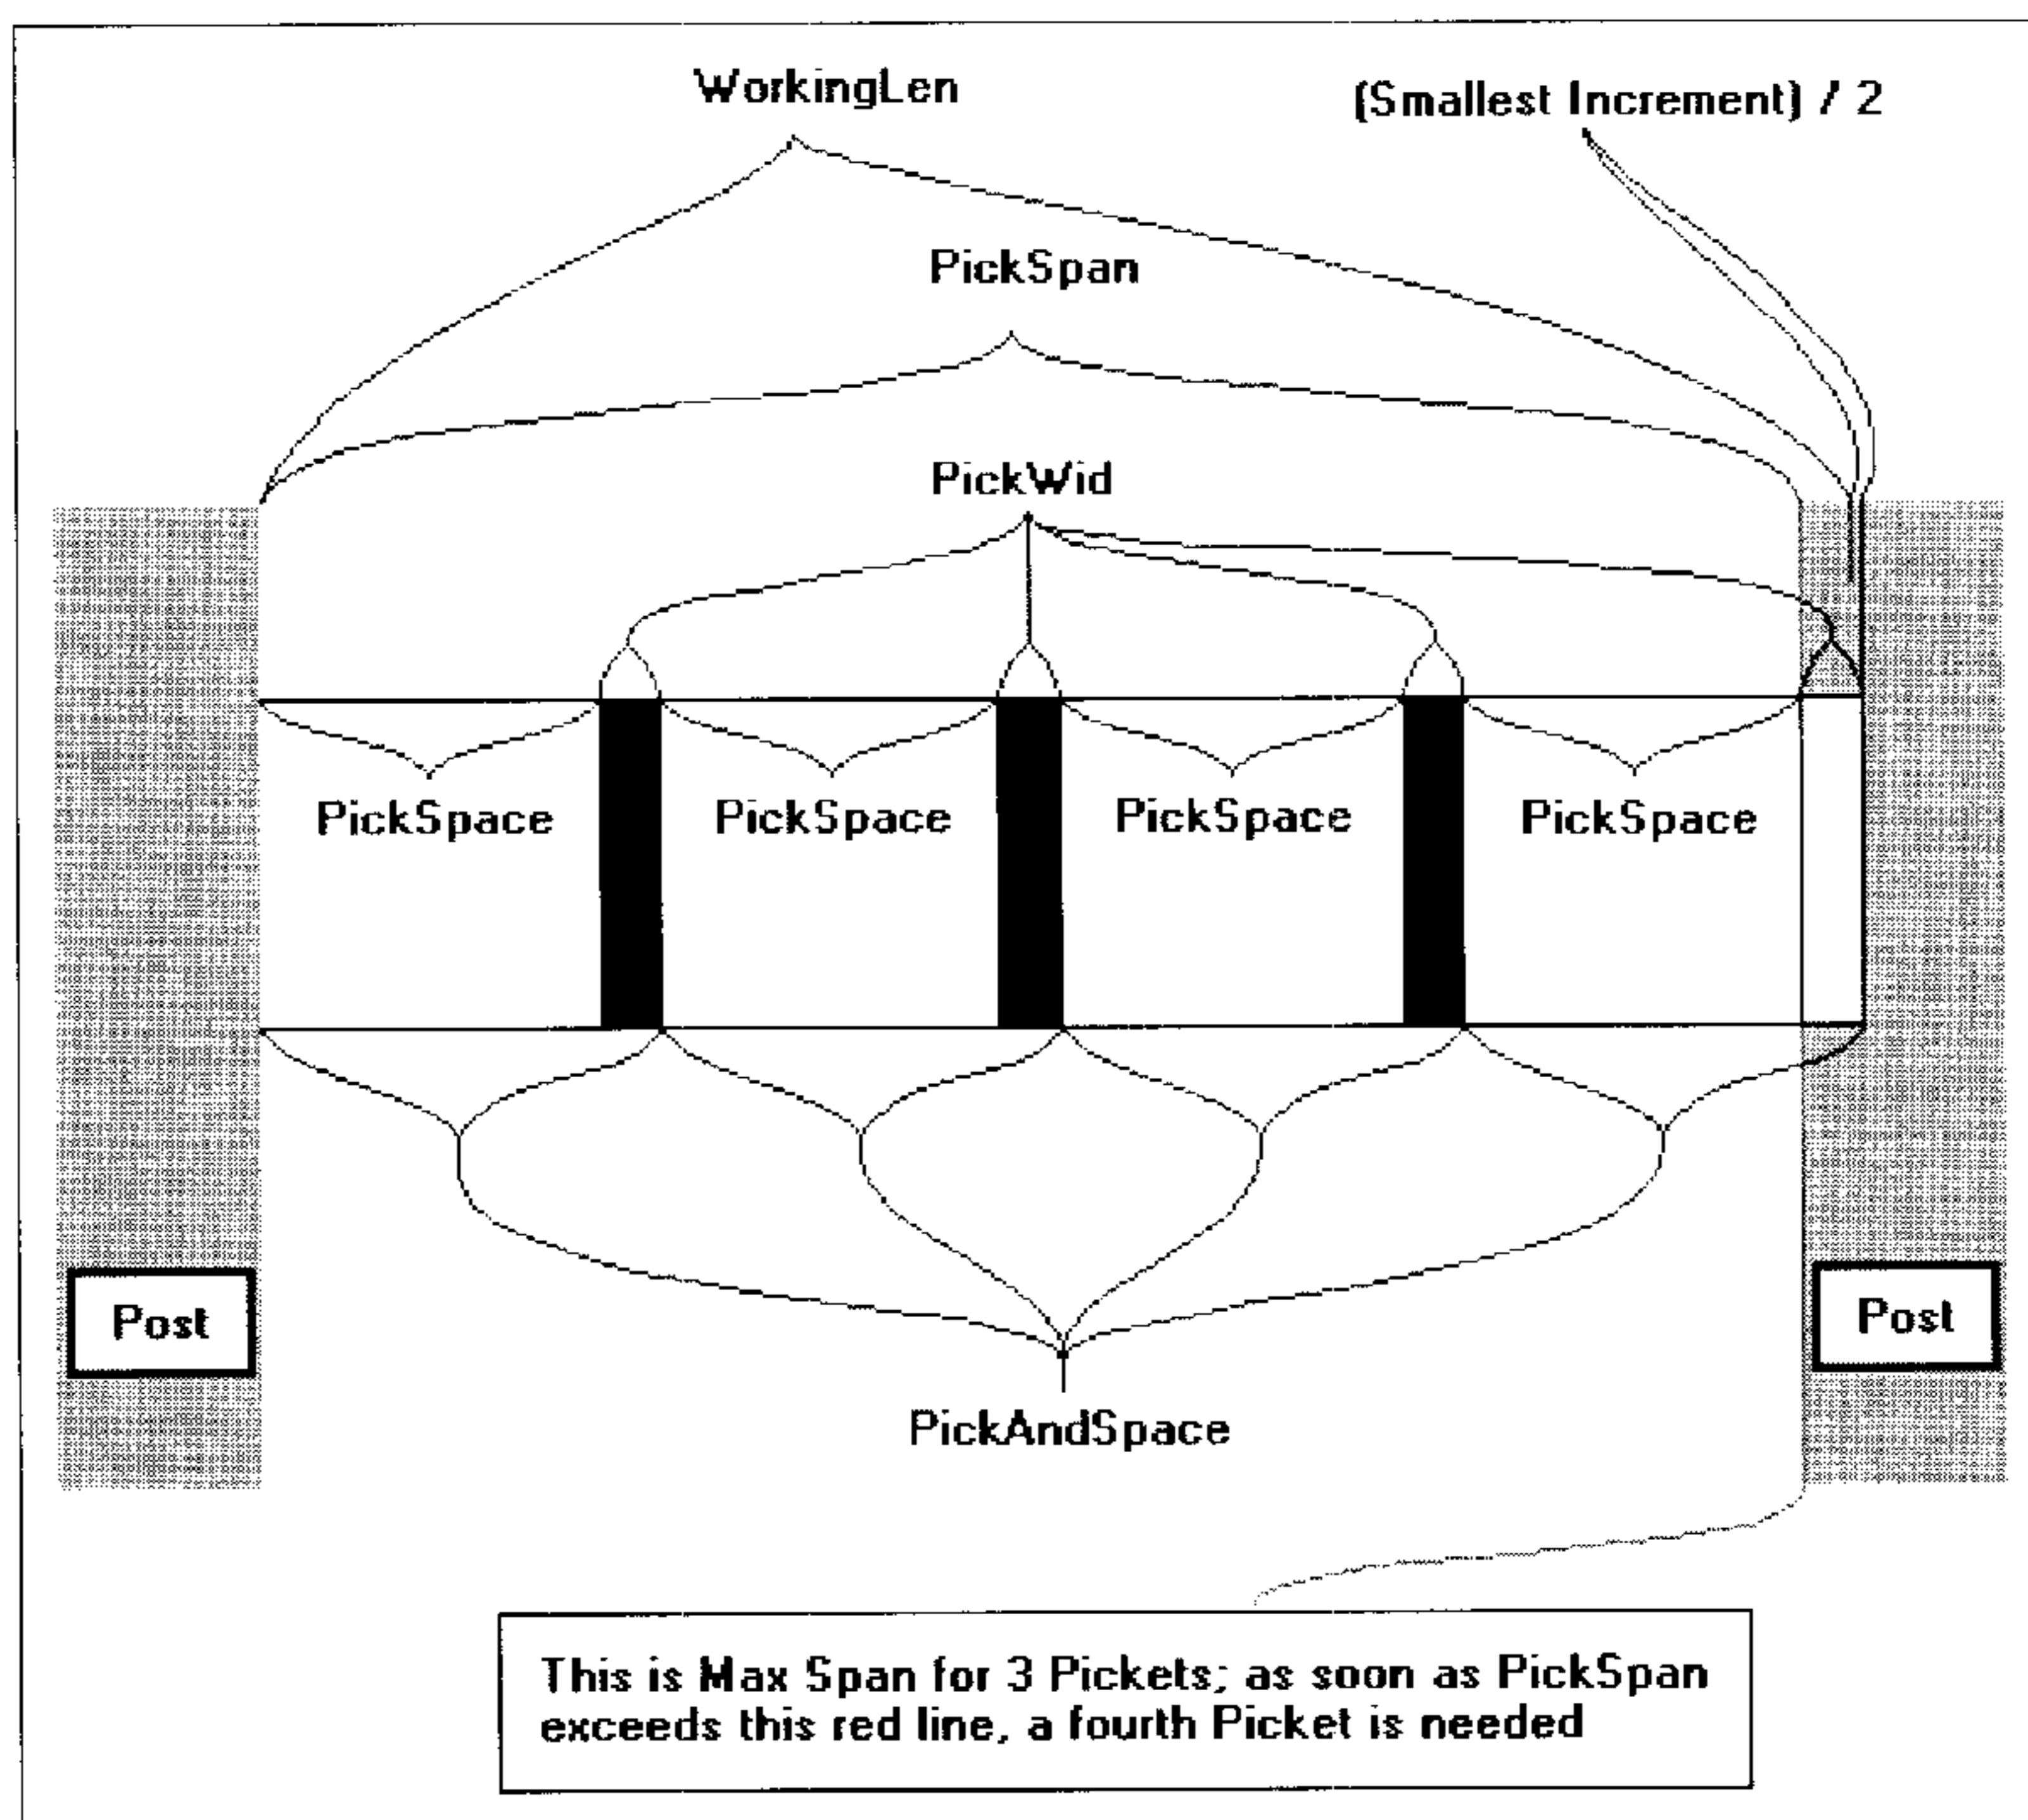 WorkingLen
(Smallest Increment) / 2
PickSpan
PickWid
PickSpace PickSpace PickSpace PickSpace
Post Post
PickAndSpace
This is Max Span for 3 Pickets; as soon as PickSpan
exceeds this red line, a fourth Picket is needed